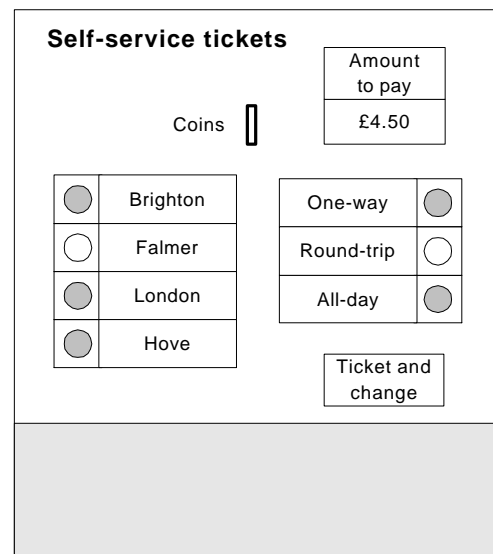 Self-service tickets
Amount
to pay
Coins
£4.50
Brighton
Falmer
London
Hove
One-way
Round-trip
All-day
Ticket and
change